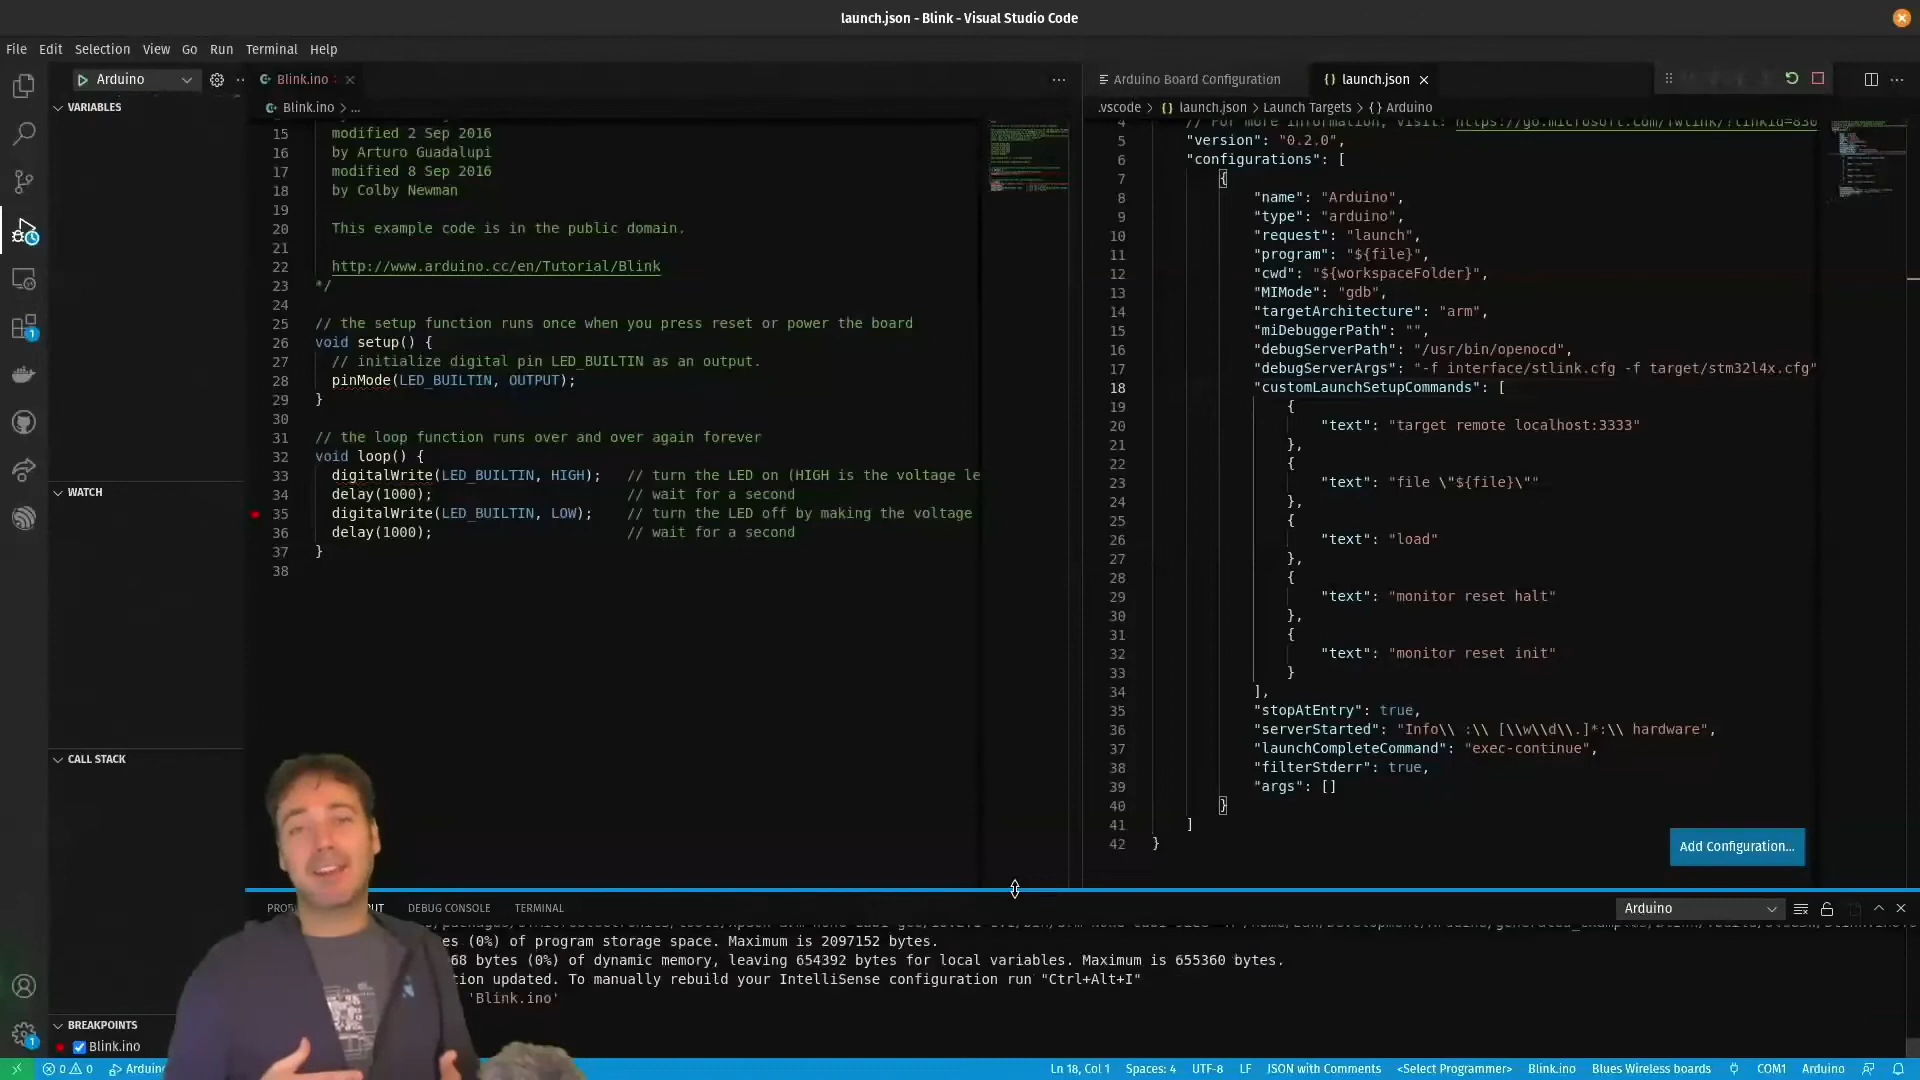 launch.json - Blink - Visual Studio Code
File Edit Selection View Go Run Terminal Help
Arduino
Blink.ino
Arduino Board Configuration
launch.json
VARIABLES
Blink.ino > ...
.vscode > launch.json > Launch Targets > {} Arduino
15 modified 2 Sep 2016
16 by Arturo Guadalupi
17 modified 8 Sep 2016
18 by Colby Newman
19
20 This example code is in the public domain.
21
22 http://www.arduino.cc/en/Tutorial/Blink
23 */
24
25 // the setup function runs once when you press reset or power the board
26 void setup() {
27 // initialize digital pin LED_BUILTIN as an output.
28 pinMode(LED_BUILTIN, OUTPUT);
29 }
30
31 // the loop function runs over and over again forever
32 void loop() {
33 digitalWrite(LED_BUILTIN, HIGH); // turn the LED on (HIGH is the voltage le
34 delay(1000); // wait for a second
35 digitalWrite(LED_BUILTIN, LOW); // turn the LED off by making the voltage
36 delay(1000); // wait for a second
37 }
38
4 // For more information, visit: https://go.microsoft.com/fwlink/?linkid=830
5 "version": "0.2.0",
6 "configurations": [
7 {
8 "name": "Arduino",
9 "type": "arduino",
10 "request": "launch",
11 "program": "${file}",
12 "cwd": "${workspaceFolder}",
13 "MIMode": "gdb",
14 "targetArchitecture": "arm",
15 "miDebuggerPath": "",
16 "debugServerPath": "/usr/bin/openocd",
17 "debugServerArgs": "-f interface/stlink.cfg -f target/stm32l4x.cfg"
18 "customLaunchSetupCommands": [
19 {
20 "text": "target remote localhost:3333"
21 },
22 {
23 "text": "file \"${file}\""
24 },
25 {
26 "text": "load"
27 },
28 {
29 "text": "monitor reset halt"
30 },
31 {
32 "text": "monitor reset init"
33 }
34 ],
35 "stopAtEntry": true,
36 "serverStarted": "Info\\ :\\ [\\w\\d\\.]*:\\ hardware",
37 "launchCompleteCommand": "exec-continue",
38 "filterStderr": true,
39 "args": []
40 }
41 ]
42 }
Add Configuration...
WATCH
CALL STACK
BREAKPOINTS
Blink.ino
DEBUG CONSOLE TERMINAL
Arduino
es (0%) of program storage space. Maximum is 2097152 bytes.
68 bytes (0%) of dynamic memory, leaving 654392 bytes for local variables. Maximum is 655360 bytes.
tion updated. To manually rebuild your IntelliSense configuration run "Ctrl+Alt+I"
'Blink.ino'
0 0 Arduino
Ln 18, Col 1 Spaces: 4 UTF-8 LF JSON with Comments <Select Programmer> Blink.ino Blues Wireless boards COM1 Arduino